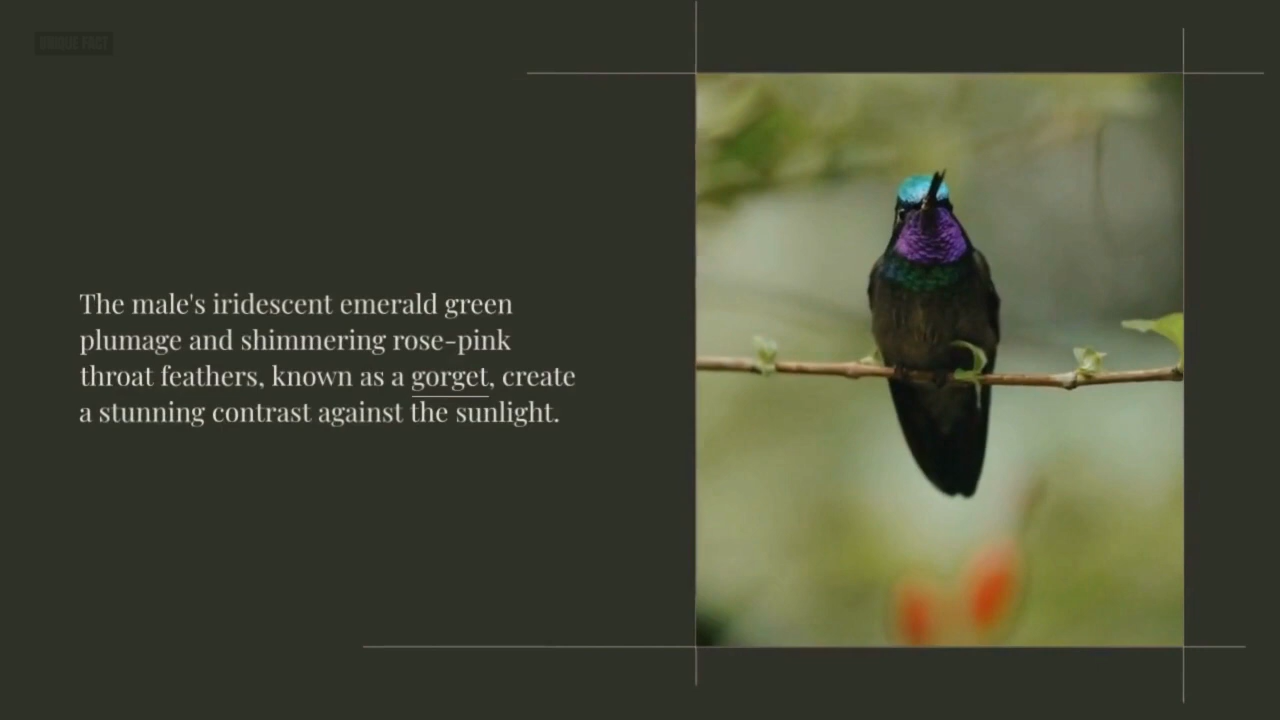 The male's iridescent emerald green
plumage and shimmering rose-pink
throat feathers, known as a gorget, create
a stunning contrast against the sunlight.